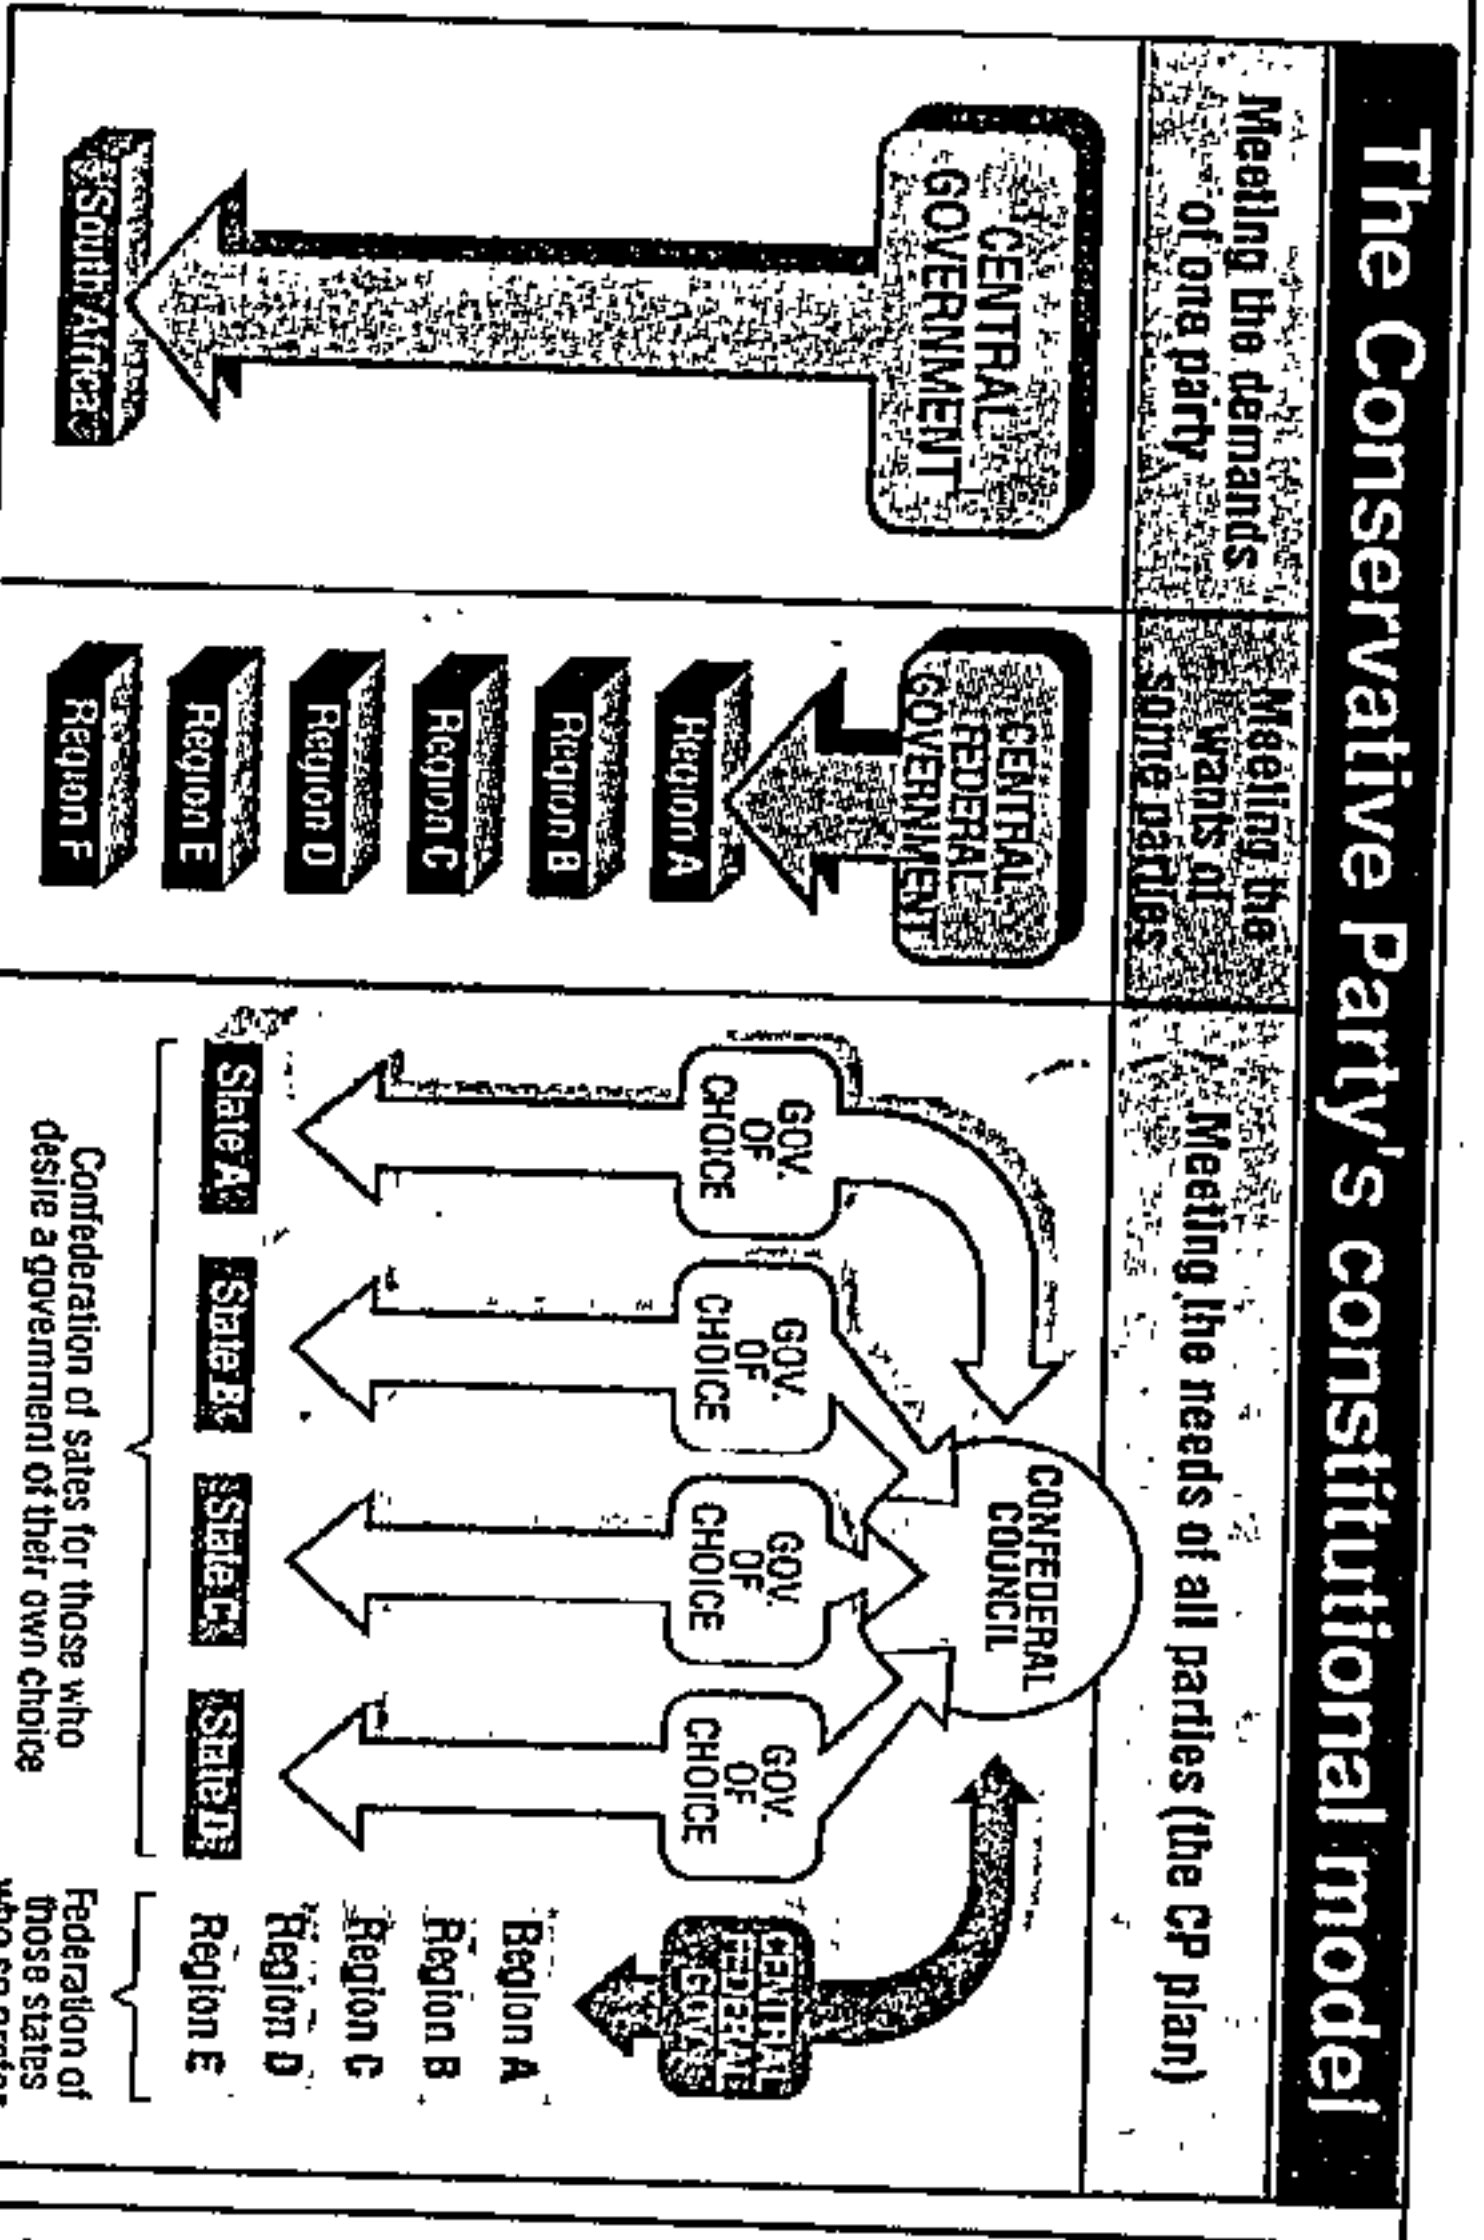 The Conservative Party's constitutional model
Meeting the demands
of one party
CENTRAL
GOVERNMENT
South Africa
Meeting the
wants of
some parties
CENTRAL
FEDERAL
GOVERNMENT
Region A
Region B
Region C
Region D
Region E
Region F
Meeting the needs of all parties (the CP plan)
CONFEDERAL
COUNCIL
GOV.
OF
CHOICE
GOV.
OF
CHOICE
GOV.
OF
CHOICE
GOV.
OF
CHOICE
State A
State B
State C
State D
Confederation of sates for those who
desire a government of their own choice
CENTRAL
FEDERAL
GOV
Region A
Region B
Region C
Region D
Region E
Federation of
those states